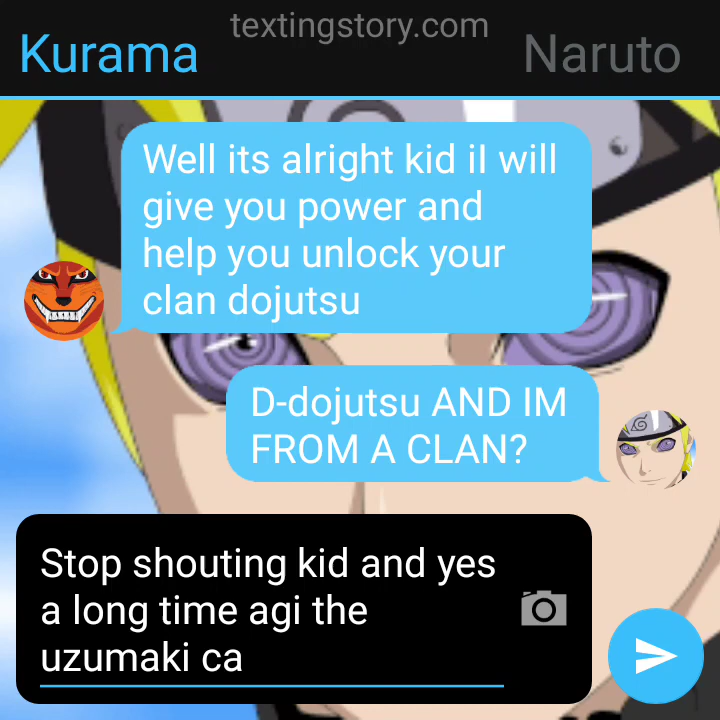 textingstory.com
Kurama
Naruto
Well its alright kid iI will
give you power and
help you unlock your
clan dojutsu
D-dojutsu AND IM
FROM A CLAN?
Stop shouting kid and yes
a long time agi the
uzumaki ca